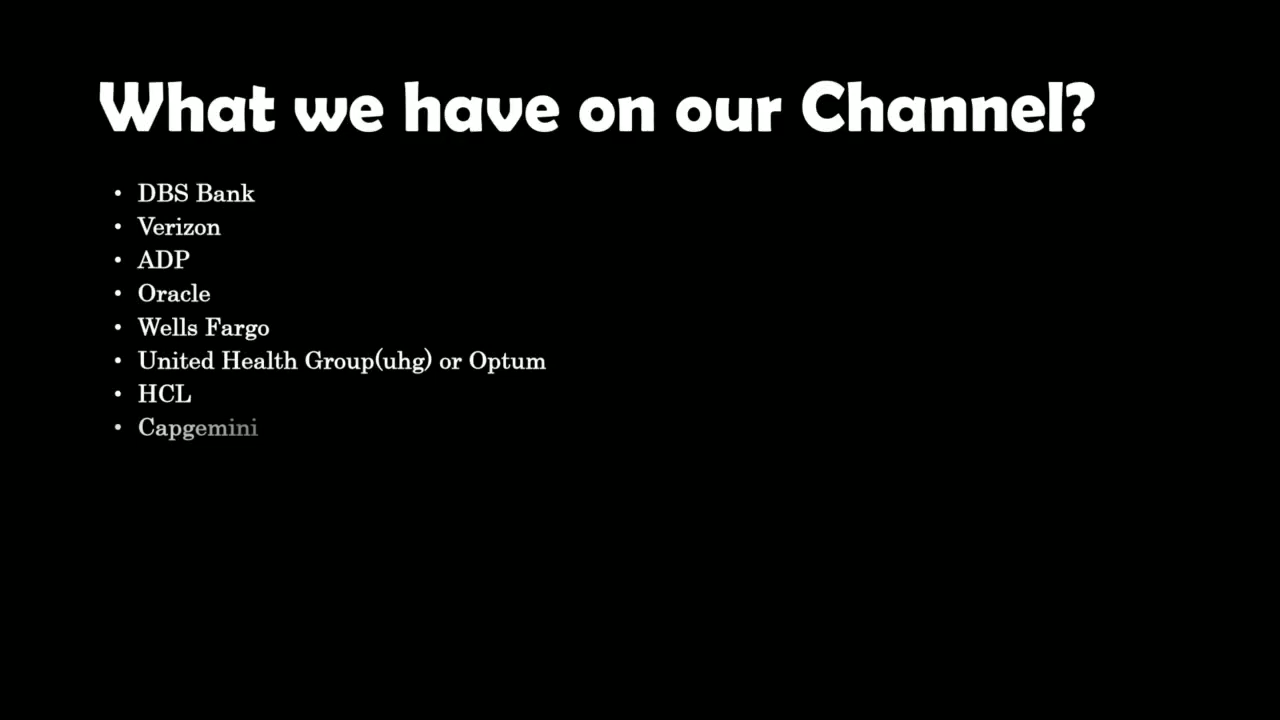 What we have on our Channel?
• DBS Bank
• Verizon
• ADP
• Oracle
• Wells Fargo
• United Health Group(uhg) or Optum
• HCL
• Capgemini